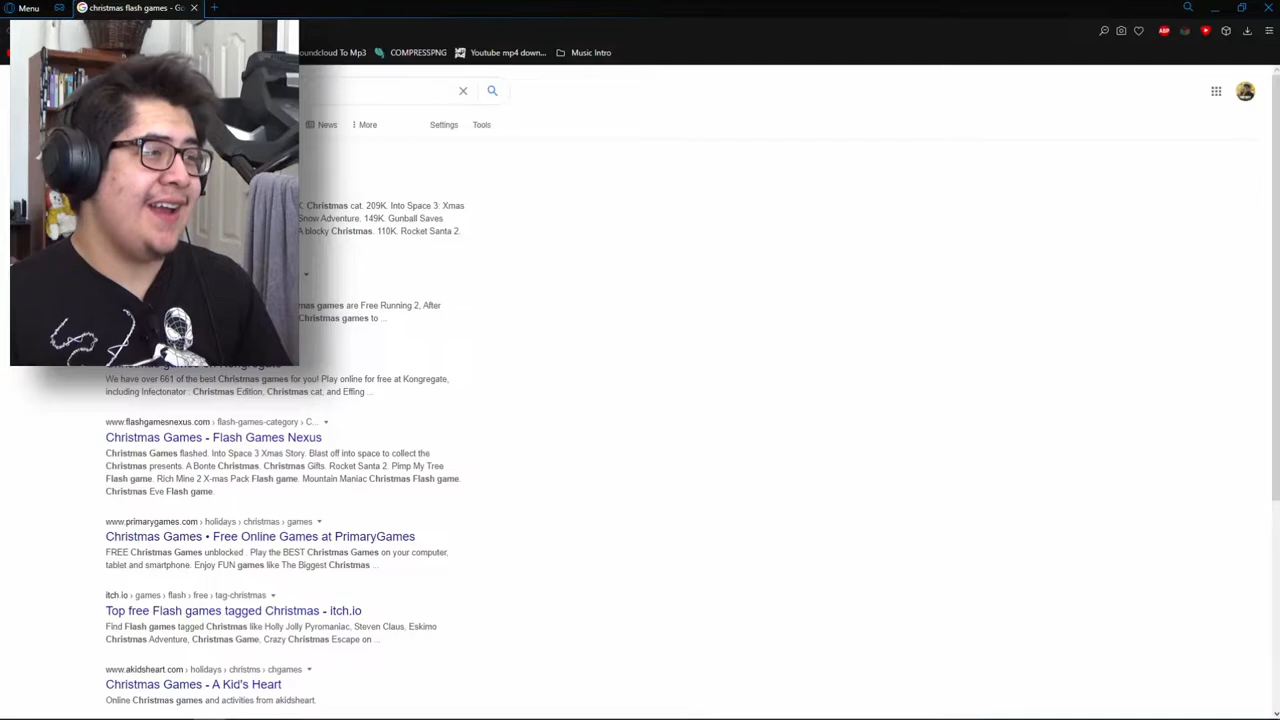 Menu
christmas flash games - Go
ABP
oundcloud To Mp3
COMPRESSPNG
Youtube mp4 down...
Music Intro
News
More
Settings
Tools
Christmas cat. 209K. Into Space 3: Xmas
Snow Adventure. 149K. Gunball Saves
A blocky Christmas. 110K. Rocket Santa 2.
mas games are Free Running 2, After
Christmas games to ...
We have over 661 of the best Christmas games for you! Play online for free at Kongregate,
including Infectonator : Christmas Edition, Christmas cat, and Effing ...
www.flashgamesnexus.com › flash-games-category › C...
Christmas Games - Flash Games Nexus
Christmas Games flashed. Into Space 3 Xmas Story. Blast off into space to collect the
Christmas presents. A Bonte Christmas. Christmas Gifts. Rocket Santa 2. Pimp My Tree
Flash game. Rich Mine 2 X-mas Pack Flash game. Mountain Maniac Christmas Flash game.
Christmas Eve Flash game.
www.primarygames.com › holidays › christmas › games
Christmas Games • Free Online Games at PrimaryGames
FREE Christmas Games unblocked . Play the BEST Christmas Games on your computer,
tablet and smartphone. Enjoy FUN games like The Biggest Christmas ...
itch.io › games › flash › free › tag-christmas
Top free Flash games tagged Christmas - itch.io
Find Flash games tagged Christmas like Holly Jolly Pyromaniac, Steven Claus, Eskimo
Christmas Adventure, Christmas Game, Crazy Christmas Escape on ...
www.akidsheart.com › holidays › christms › chgames
Christmas Games - A Kid's Heart
Online Christmas games and activities from akidsheart.